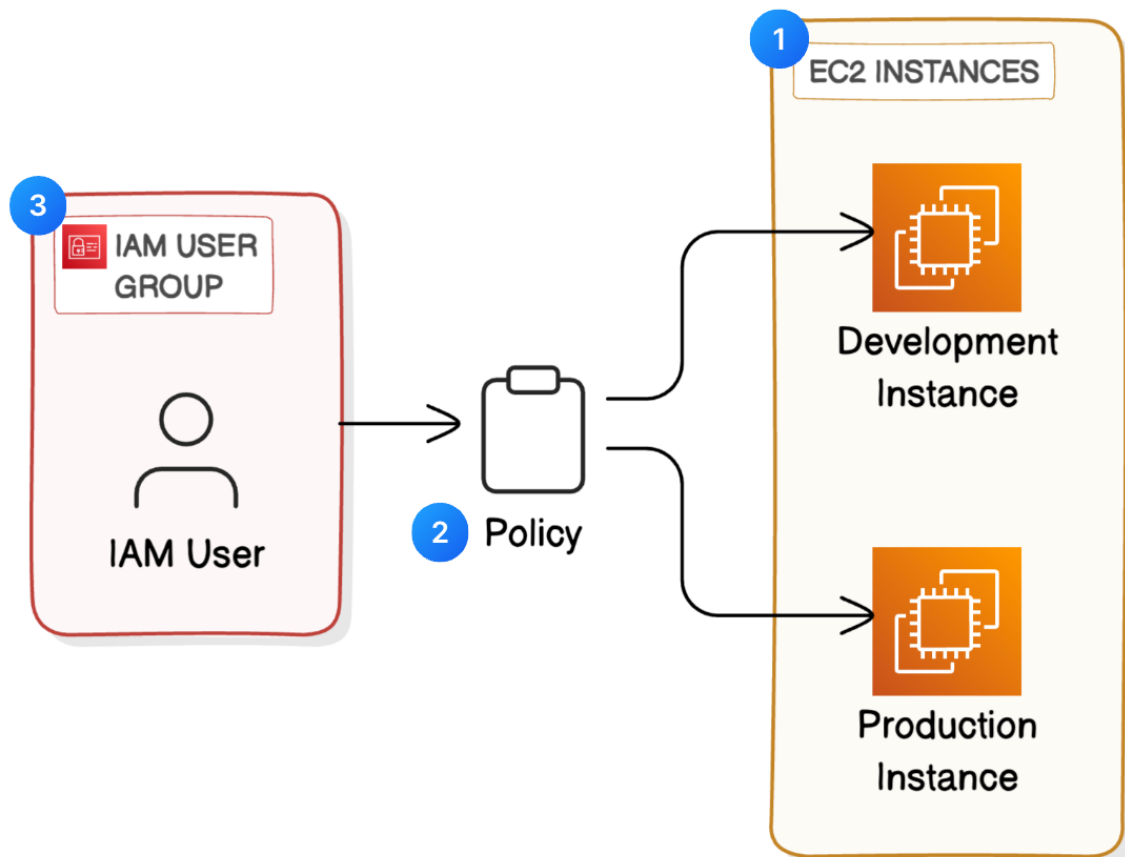 1
EC2 INSTANCES
3
IAM USER
GROUP
Development
Instance
IAM User
2
Policy
Production
Instance